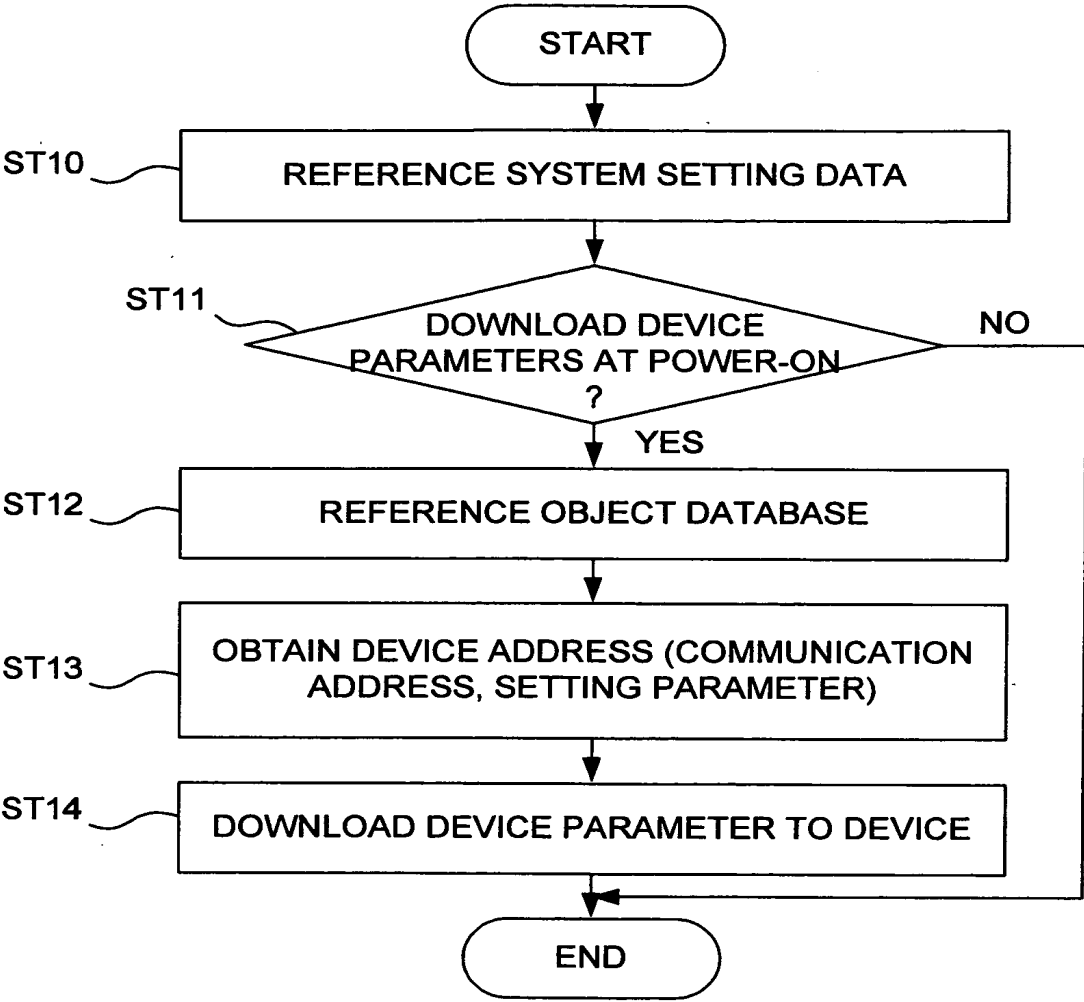 START
ST10
REFERENCE SYSTEM SETTING DATA
ST11
DOWNLOAD DEVICE
PARAMETERS AT POWER-ON
?
NO
YES
ST12
REFERENCE OBJECT DATABASE
ST13
OBTAIN DEVICE ADDRESS (COMMUNICATION
ADDRESS, SETTING PARAMETER)
ST14
DOWNLOAD DEVICE PARAMETER TO DEVICE
END